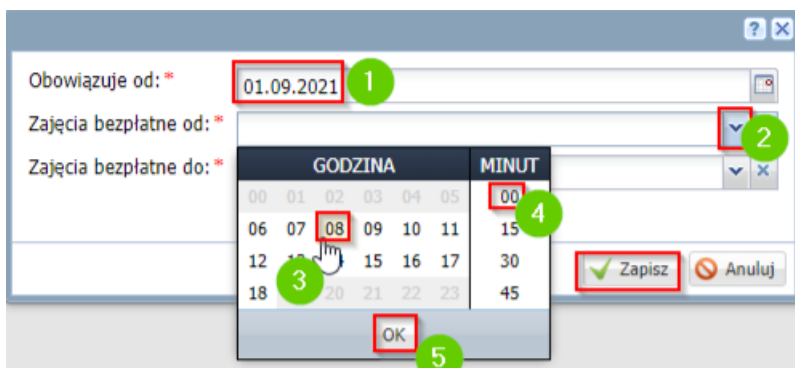 ?
Obowiązuje od: * 01.09.2021 1
Zajęcia bezpłatne od: * 2
Zajęcia bezpłatne do: *
GODZINA MINUT
00 01 02 03 04 05 00 4
06 07 08 09 10 11 15
12 15 16 17 30
3
18 20 21 22 23 45
OK 5
Zapisz Anuluj